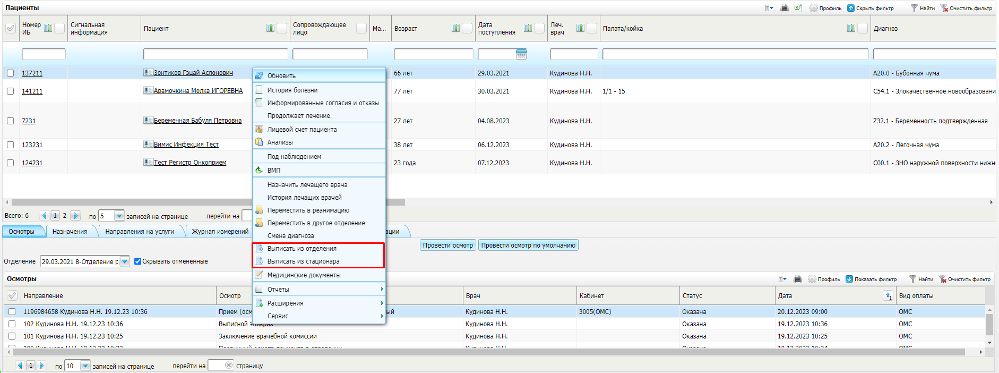 Пациенты
Профиль Скрыть фильтр Найти Очистить фильтр
Номер ИБ Сигнальная информация Пациент Сопровождающее лицо Ма... Возраст Дата поступления Леч. врач Палата/койка Диагноз
137211 Зонтиков Гэцай Аслонович 66 лет 29.03.2021 Кудинова Н.Н. A20.0 - Бубонная чума
141211 Арамочкина Молка ИГОРЕВНА 77 лет 30.03.2021 Кудинова Н.Н. 1/1 - 15 C54.1 - Злокачественное новообразовани
7231 Беременная Бабуля Петровна 27 лет 04.08.2023 Кудинова Н.Н. Z32.1 - Беременность подтвержденная
123231 Вимис Инфекция Тест 38 лет 06.12.2023 Кудинова Н.Н. A20.2 - Легочная чума
124231 Тест Регистр Онкоприем 23 года 07.12.2023 Кудинова Н.Н. C00.1 - ЗНО наружной поверхности нижн
Обновить
История болезни
Информированные согласия и отказы
Продолжает лечение
Лицевой счет пациента
Анализы
Под наблюдением
ВМП
Назначить лечащего врача
История лечащих врачей
Переместить в реанимацию
Переместить в другое отделение
Смена диагноза
Выписать из отделения
Выписать из стационара
Медицинские документы
Отчеты
Расширения
Сервис
Всего: 6 1 2 по 5 записей на странице перейти на
Осмотры Назначения Направления на услуги Журнал измерений ации
Провести осмотр Провести осмотр по умолчанию
Отделение 29.03.2021 8-Отделение р Скрывать отмененные
Осмотры
Профиль Показать фильтр Найти Очистить фильтр
Направление Осмотр Врач Кабинет Статус Дата 1 Вид оплаты
1196984658 Кудинова Н.Н. 19.12.23 10:36 Прием (осм ый Кудинова Н.Н. 3005(ОМС) Оказана 20.12.2023 09:00 ОМС
102 Кудинова Н.Н. 19.12.23 10:36 Выписной эпикриз Кудинова Н.Н. Оказана 19.12.2023 10:36 ОМС
101 Кудинова Н.Н. 19.12.23 10:25 Заключение врачебной комиссии Кудинова Н.Н. Оказана 19.12.2023 10:25 ОМС
1 по 10 записей на странице перейти на страницу